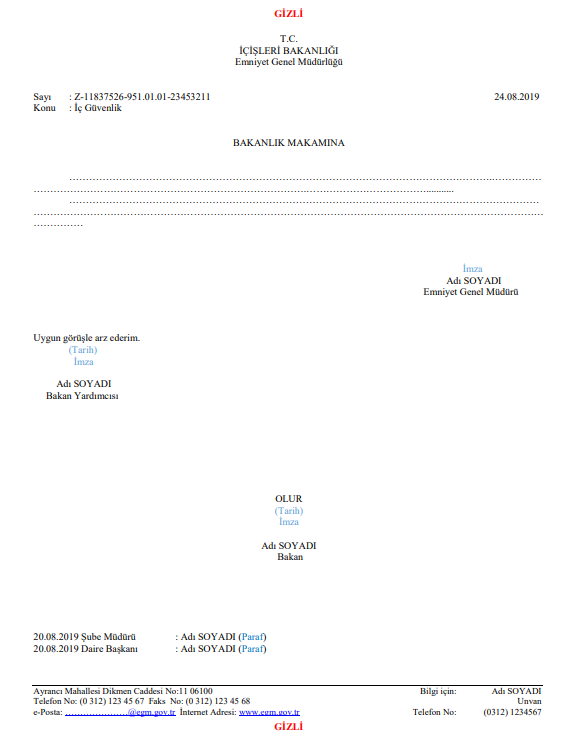 GİZLİ
T.C.
İÇİŞLERİ BAKANLIĞI
Emniyet Genel Müdürlüğü
Sayı : Z-11837526-951.01.01-23453211 24.08.2019
Konu : İç Güvenlik
BAKANLIK MAKAMINA
……………………………………………………………………………………………………………………………
……………………………………………………………………………………………………………...........
……………………………………………………………………………………………………………………………
………………………………………………………………………………………………………………………………………
……………
İmza
Adı SOYADI
Emniyet Genel Müdürü
Uygun görüşle arz ederim.
(Tarih)
İmza
Adı SOYADI
Bakan Yardımcısı
OLUR
(Tarih)
İmza
Adı SOYADI
Bakan
20.08.2019 Şube Müdürü : Adı SOYADI (Paraf)
20.08.2019 Daire Başkanı : Adı SOYADI (Paraf)
Ayrancı Mahallesi Dikmen Caddesi No:11 06100 Bilgi için: Adı SOYADI
Telefon No: (0 312) 123 45 67 Faks No: (0 312) 123 45 68 Unvan
e-Posta: ……………………@egm.gov.tr İnternet Adresi: www.egm.gov.tr Telefon No: (0312) 1234567
GİZLİ